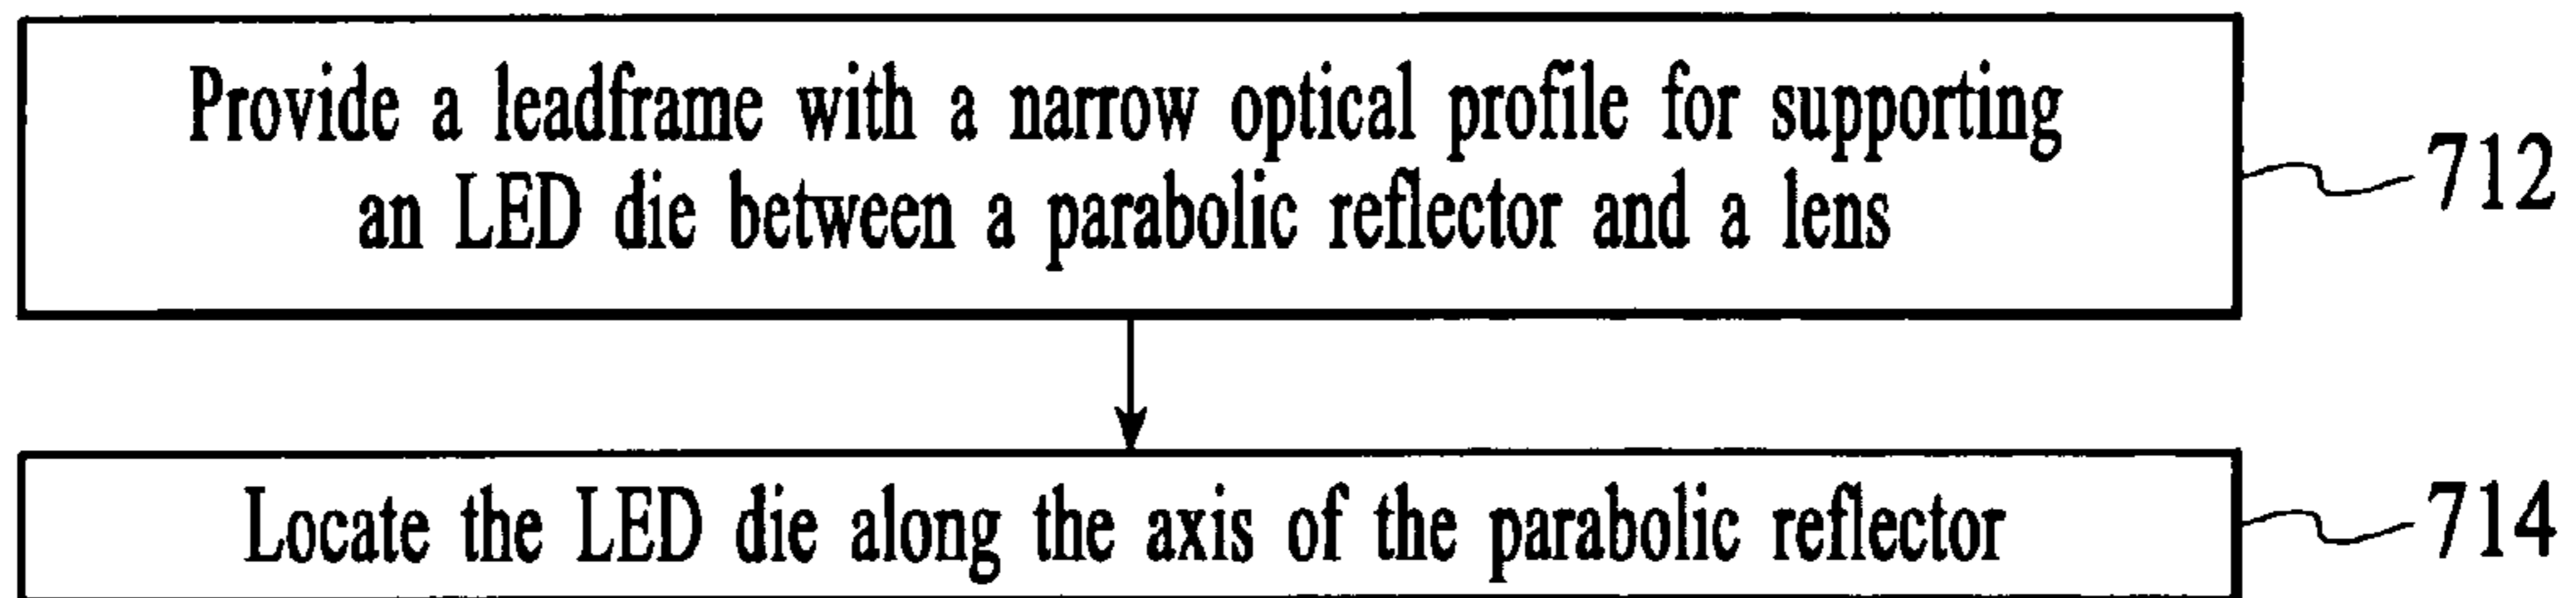 Provide a leadframe with a narrow optical profile for supporting
an LED die between a parabolic reflector and a lens
712
Locate the LED die along the axis of the parabolic reflector
714